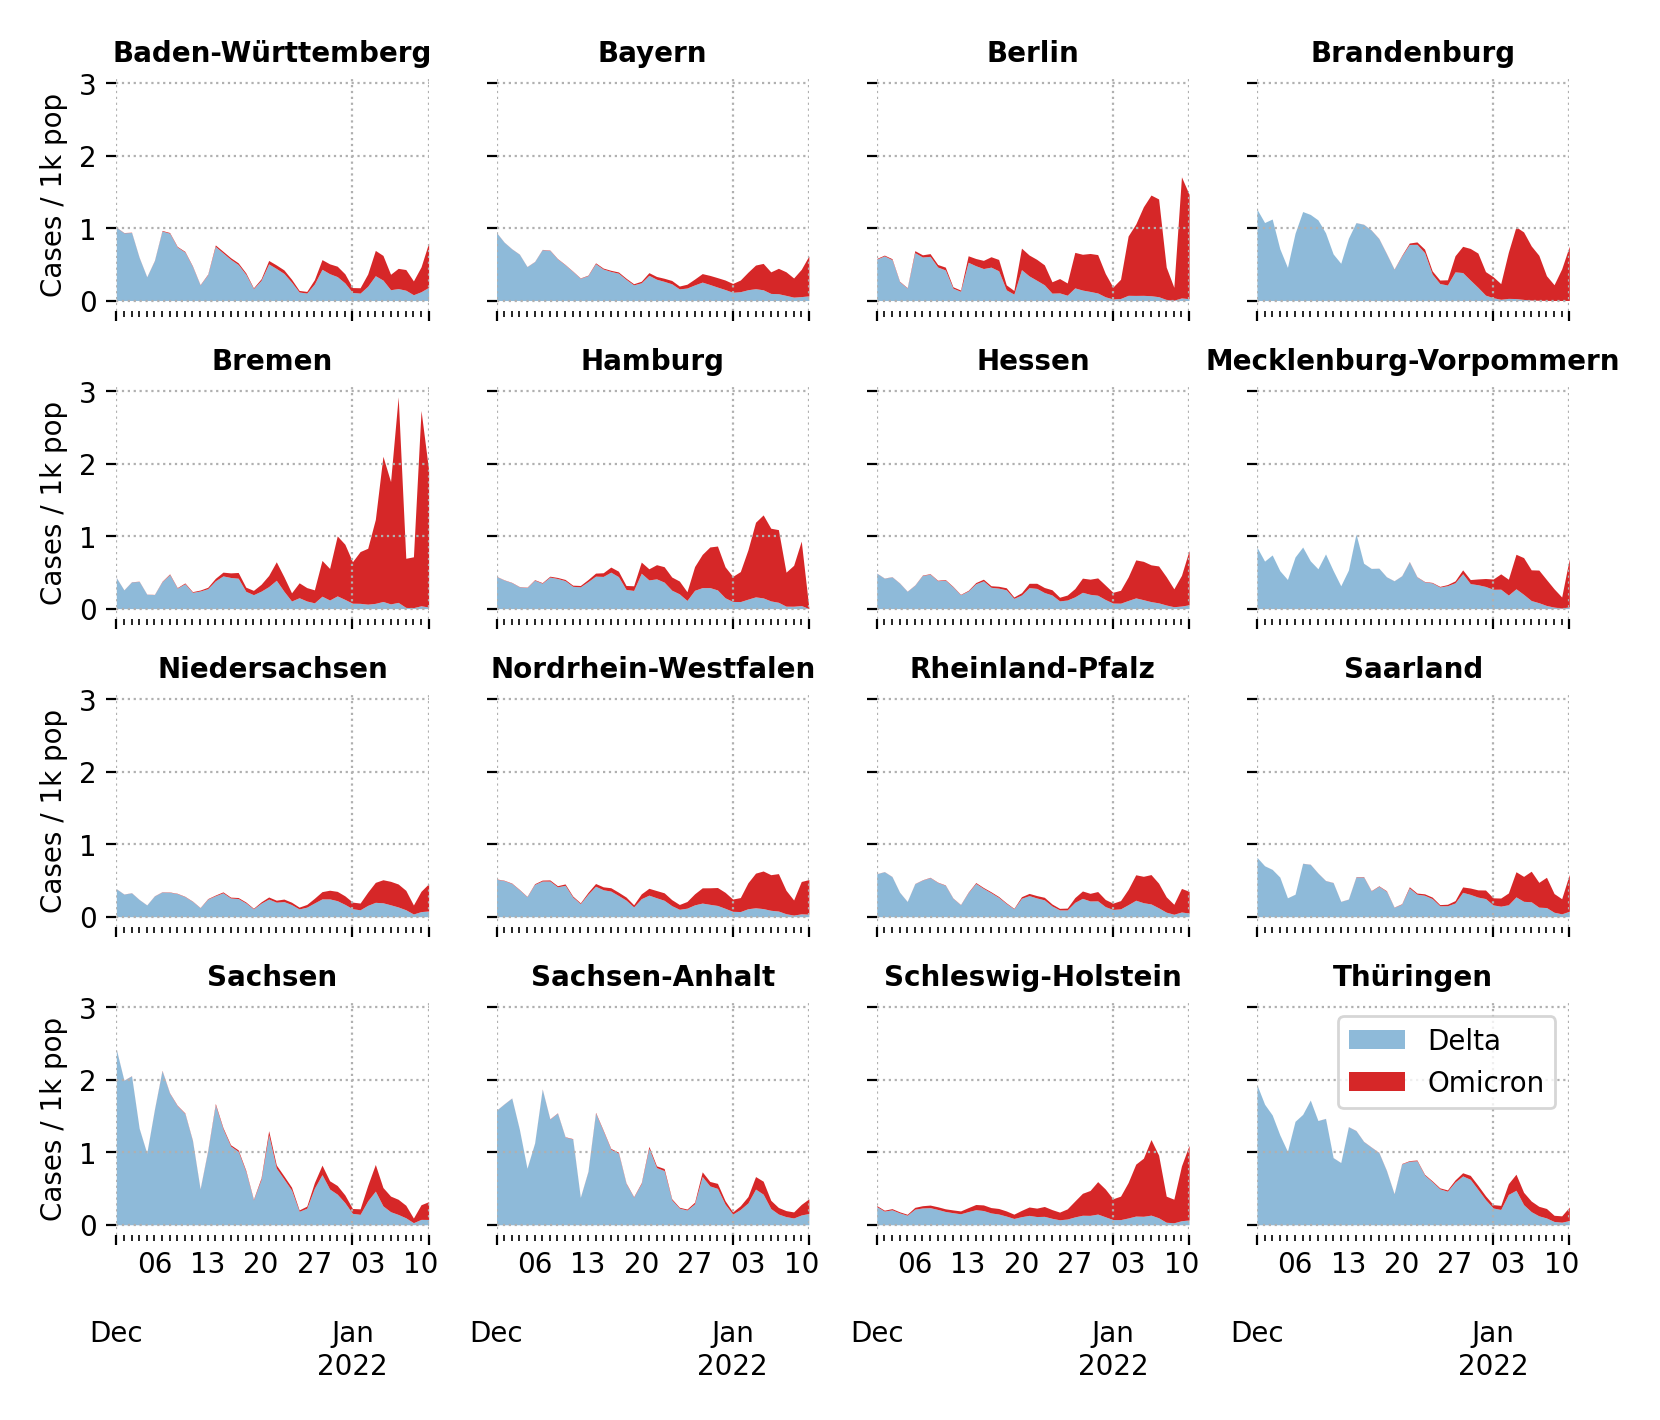 Baden-Württemberg Bayern Berlin Brandenburg
Cases / 1k pop
3
2
1
0
Bremen Hamburg Hessen Mecklenburg-Vorpommern
Cases / 1k pop
3
2
1
0
Niedersachsen Nordrhein-Westfalen Rheinland-Pfalz Saarland
Cases / 1k pop
3
2
1
0
Sachsen Sachsen-Anhalt Schleswig-Holstein Thüringen
Cases / 1k pop
3
2
1
0
Delta
Omicron
06 13 20 27 03 10 06 13 20 27 03 10 06 13 20 27 03 10 06 13 20 27 03 10
Dec Jan Dec Jan Dec Jan Dec Jan
2022 2022 2022 2022